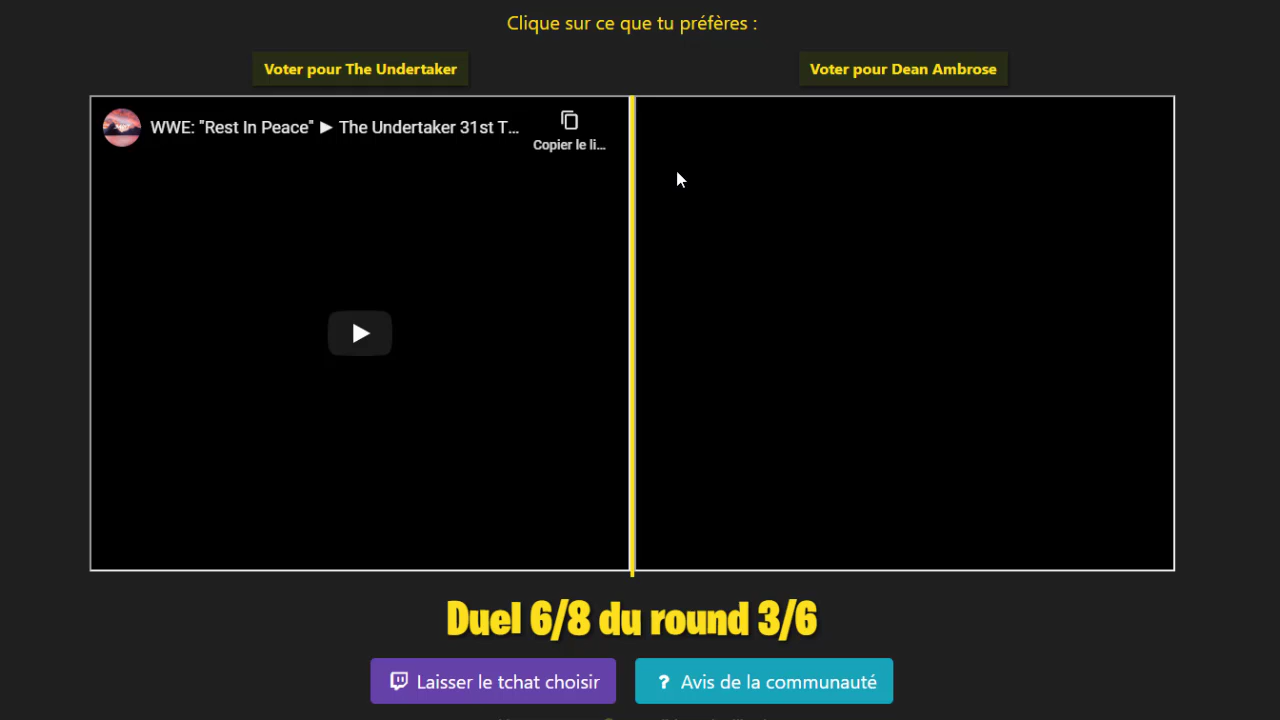 Clique sur ce que tu préfères :
Voter pour The Undertaker
Voter pour Dean Ambrose
WWE: "Rest In Peace" ► The Undertaker 31st T...
Copier le li...
Duel 6/8 du round 3/6
Laisser le tchat choisir
? Avis de la communauté